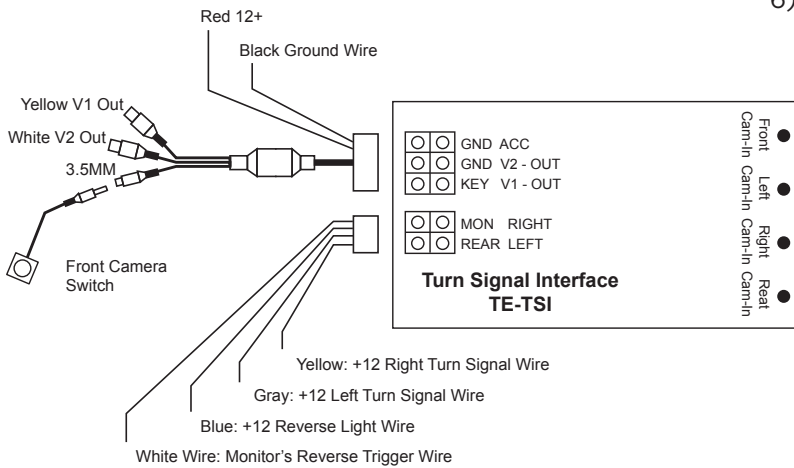 6)
Red 12+
Black Ground Wire
Yellow V1 Out
White V2 Out
3.5MM
Front Camera
Switch
GND ACC
GND V2 - OUT
KEY V1 - OUT
MON RIGHT
REAR LEFT
Turn Signal Interface
TE-TSI
Front
Cam-In
Left
Cam-In
Right
Cam-In
Reat
Cam-In
Yellow: +12 Right Turn Signal Wire
Gray: +12 Left Turn Signal Wire
Blue: +12 Reverse Light Wire
White Wire: Monitor's Reverse Trigger Wire